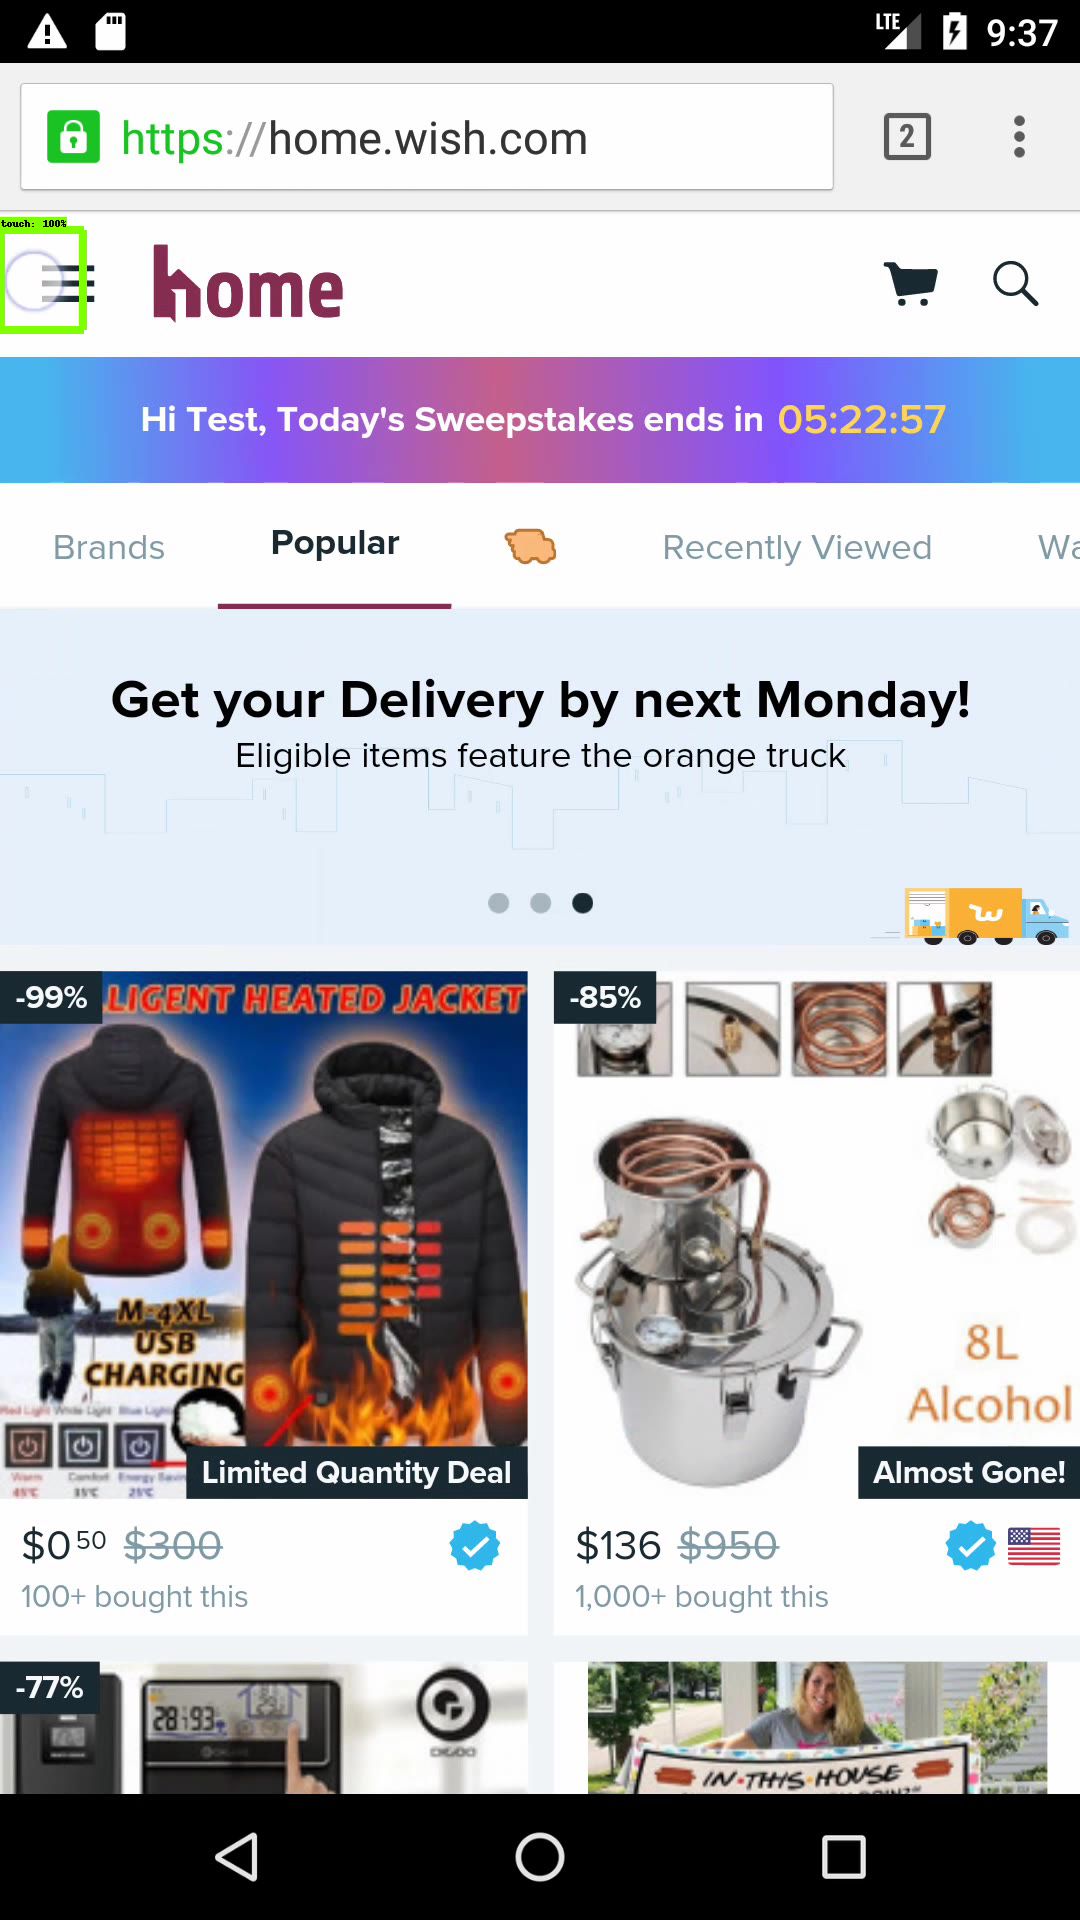 LTE 9:37
https://home.wish.com 2
touch: 100%
home
Hi Test, Today's Sweepstakes ends in 05:22:57
Brands Popular Recently Viewed Wa
Get your Delivery by next Monday!
Eligible items feature the orange truck
w
-99% LIGENT HEATED JACKET
M-4XL
USB
CHARGING
Red Light White Light Blue Light
Warm Comfort Energy Savin
45°C 35°C 25°C
Limited Quantity Deal
$0 50 $300
100+ bought this
-85%
8L
Alcohol
Almost Gone!
$136 $950
1,000+ bought this
-77%
DIGOO
IN·THIS·HOUSE